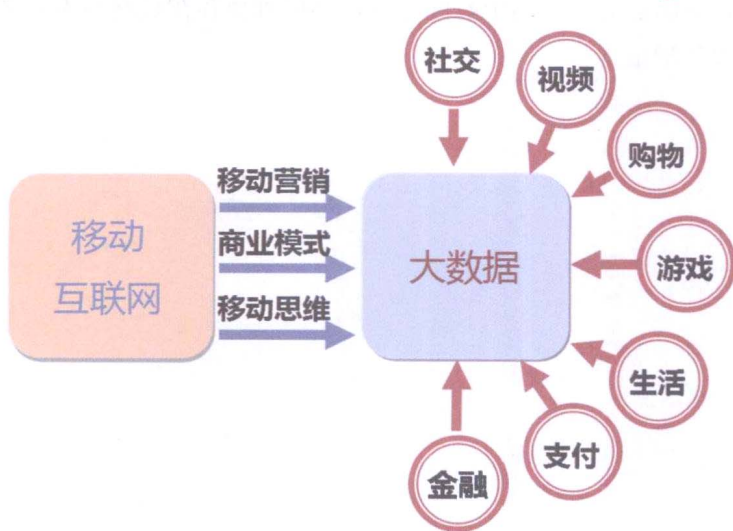 社交
视频
购物
移动营销
移动
互联网
商业模式
大数据
游戏
移动思维
生活
支付
金融